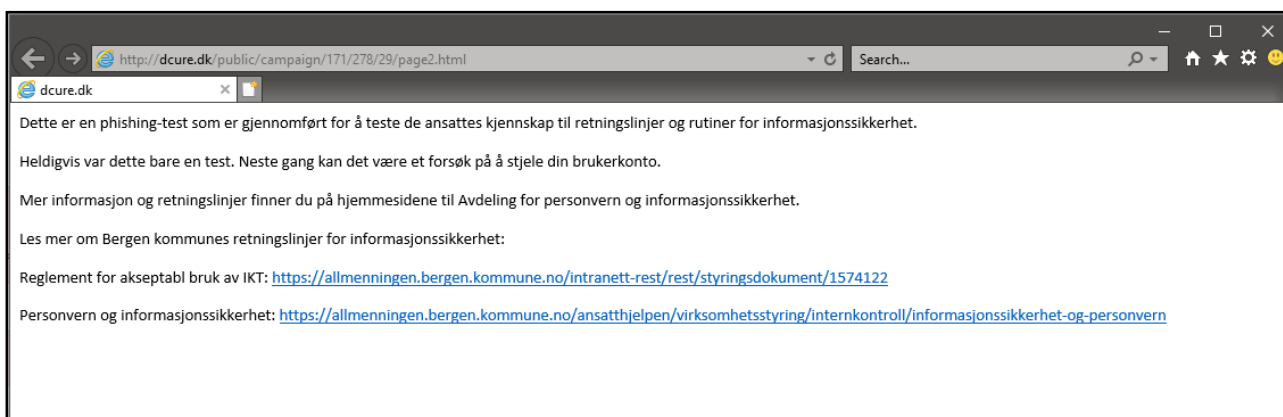 http://dcure.dk/public/campaign/171/278/29/page2.html
Search...
dcure.dk
Dette er en phishing-test som er gjennomført for å teste de ansattes kjennskap til retningslinjer og rutiner for informasjonssikkerhet.
Heldigvis var dette bare en test. Neste gang kan det være et forsøk på å stjele din brukerkonto.
Mer informasjon og retningslinjer finner du på hjemmesidene til Avdeling for personvern og informasjonssikkerhet.
Les mer om Bergen kommunes retningslinjer for informasjonssikkerhet:
Reglement for akseptabl bruk av IKT: https://allmenningen.bergen.kommune.no/intranett-rest/rest/styringsdokument/1574122
Personvern og informasjonssikkerhet: https://allmenningen.bergen.kommune.no/ansatthjelpen/virksomhetsstyring/internkontroll/informasjonssikkerhet-og-personvern